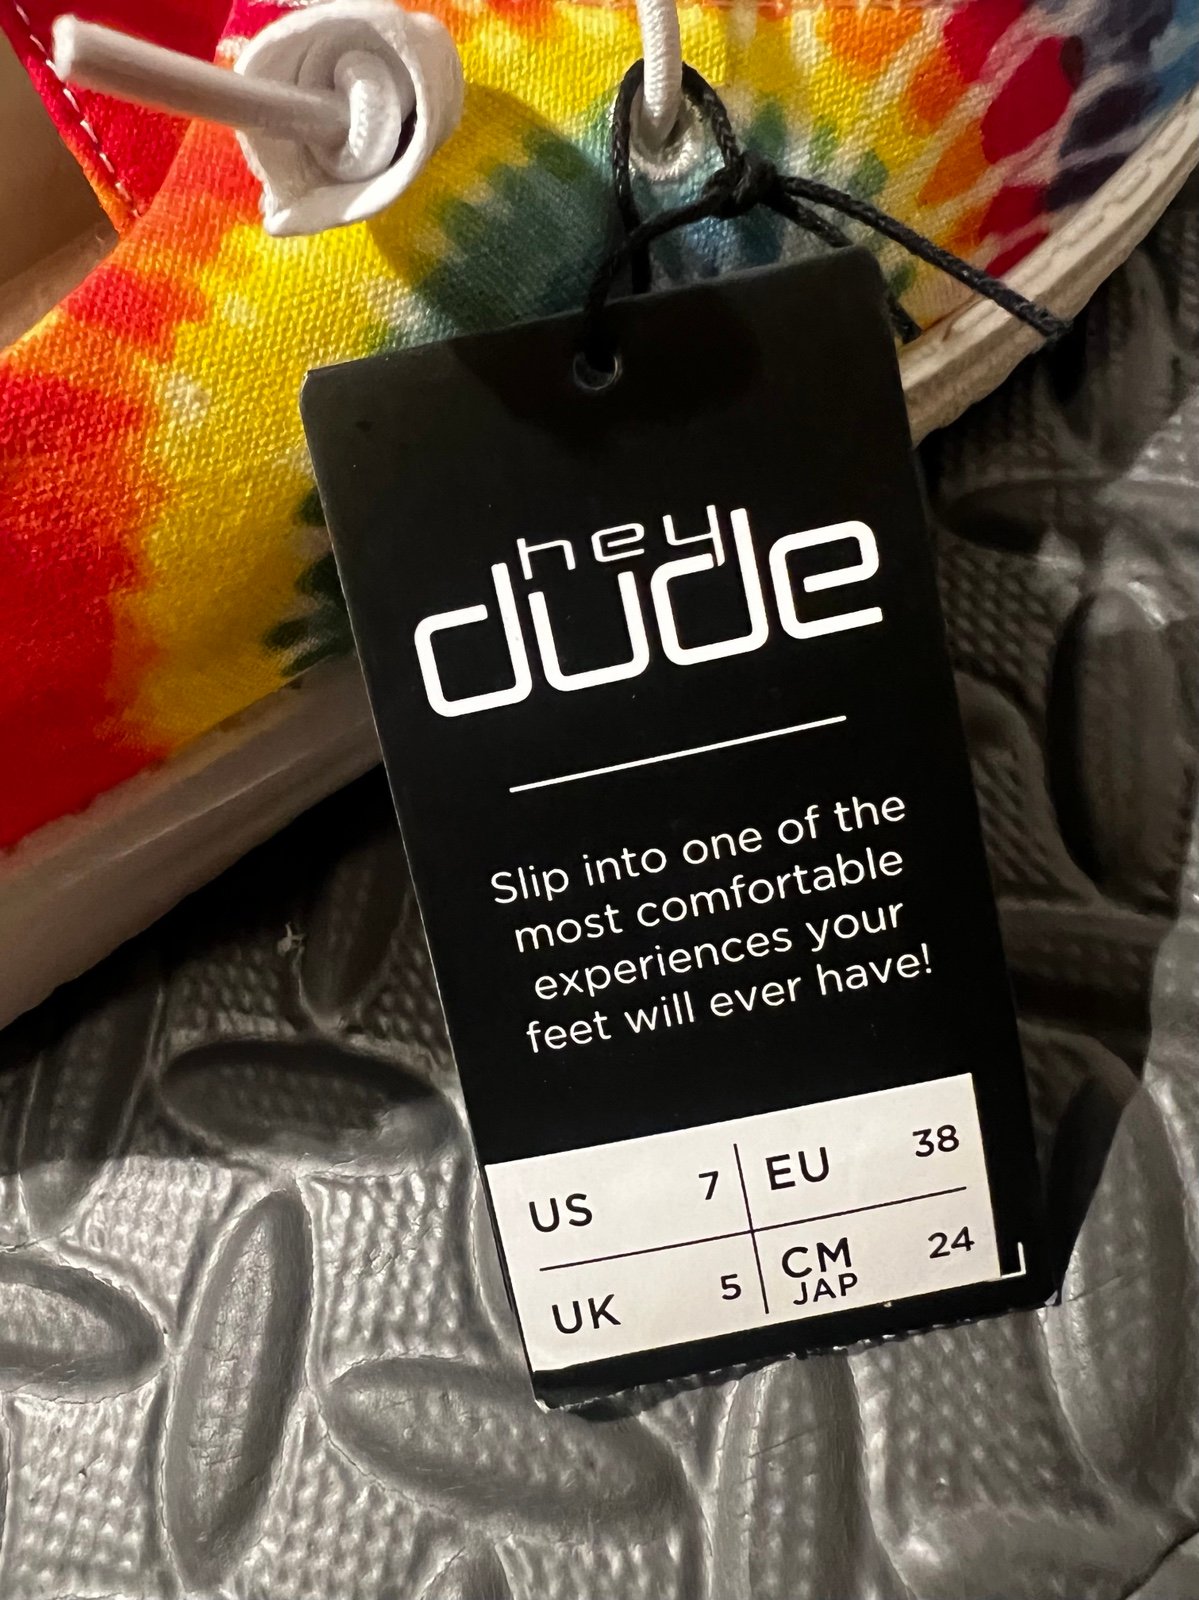 hey
dude
Slip into one of the
most comfortable
experiences your
feet will ever have!
US 7 EU 38
UK 5 CM JAP 24